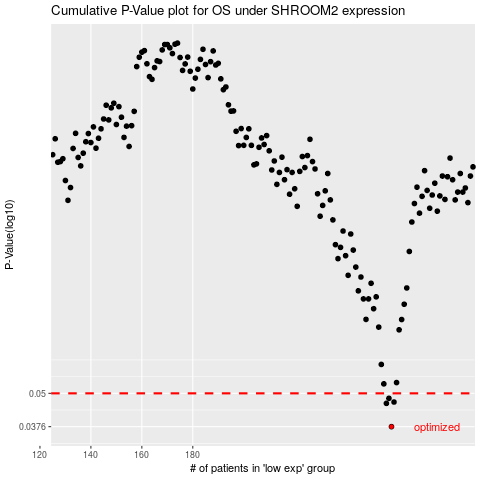 Cumulative P-Value plot for OS under SHROOM2 expression
P-Value(log10)
0.05
0.0376
optimized
120 140 160 180
# of patients in 'low exp' group